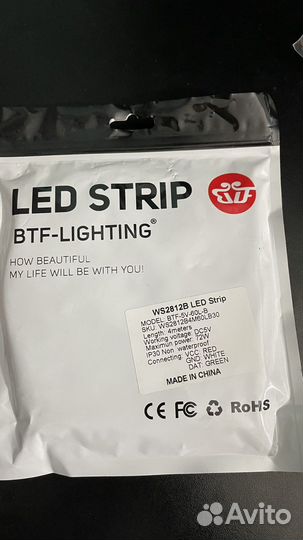 LED STRIP
BTF-LIGHTING®
HOW BEAUTIFUL
MY LIFE WILL BE WITH YOU!
WS2812B LED Strip
MODEL: BTF-5V-60L-B
SKU: WS2812B4M60LB30
Length: 4meters
Working voltage: DC5V
Maximun power: 72W
IP30 Non waterproof
Connecting: VCC: RED
GND: WHITE
DAT: GREEN
MADE IN CHINA
CE FC RoHS
Avito